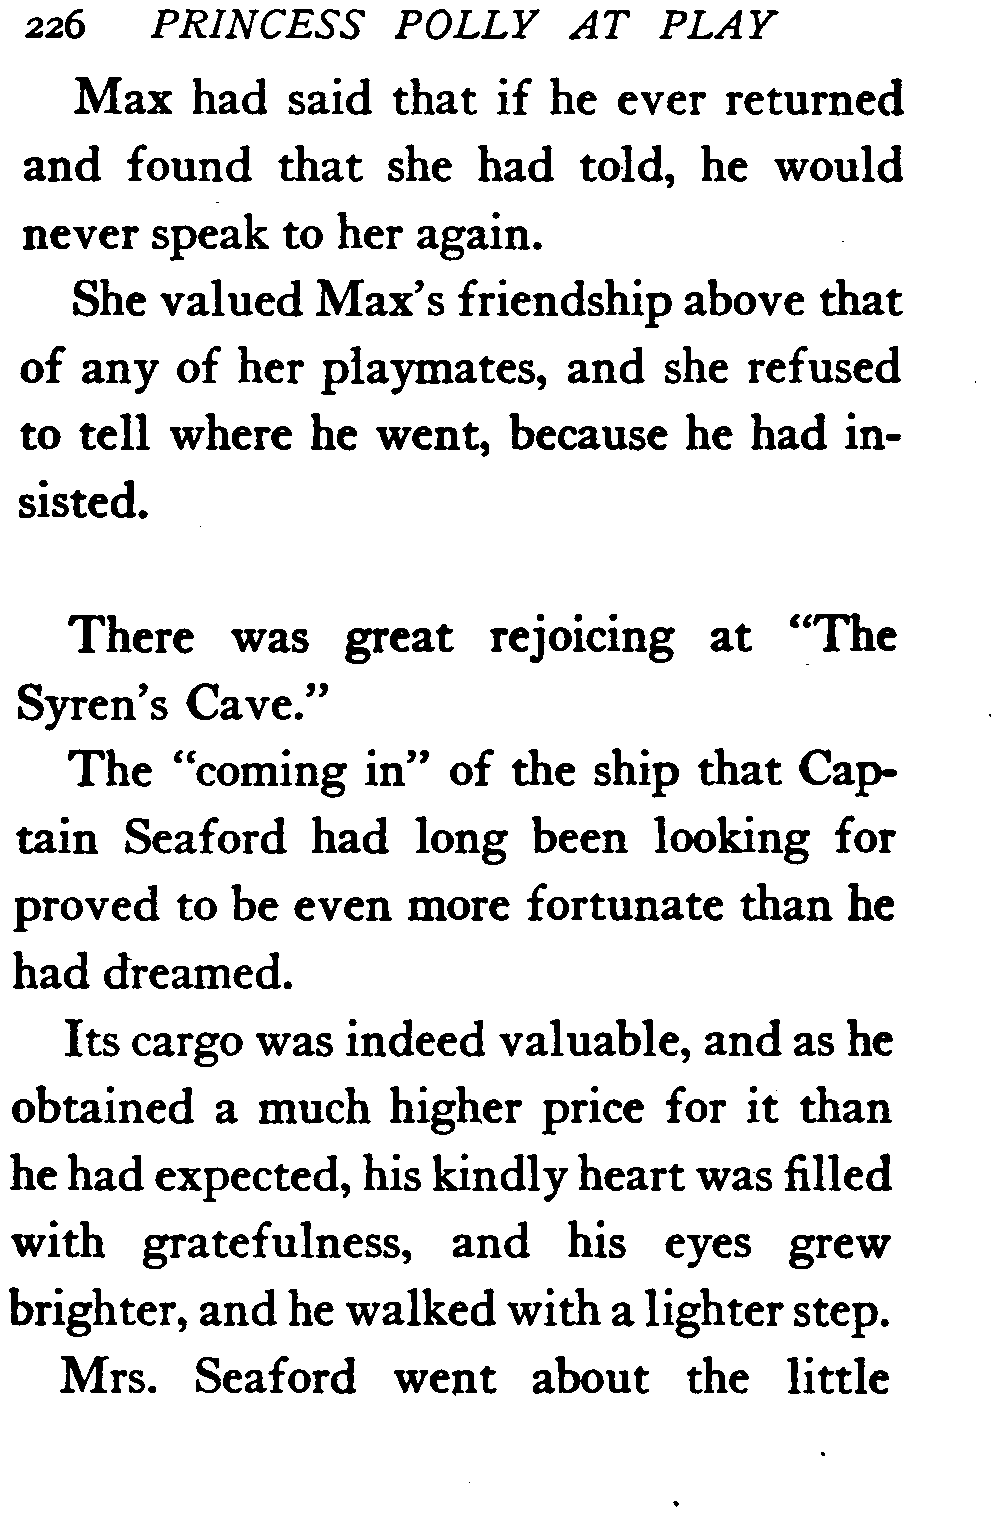 226 PRINCESS POLLY AT PLAY
Max had said that if he ever returned
and found that she had told, he would
never speak to her again.
She valued Max's friendship above that
of any of her playmates, and she refused
to tell where he went, because he had in-
sisted.
There was great rejoicing at “The
Syren's Cave.”
The “coming in” of the ship that Cap-
tain Seaford had long been looking for
proved to be even more fortunate than he
had dreamed.
Its cargo was indeed valuable, and as he
obtained a much higher price for it than
he had expected, his kindly heart was filled
with gratefulness, and his eyes grew
brighter, and he walked with a lighter step.
Mrs. Seaford went about the little